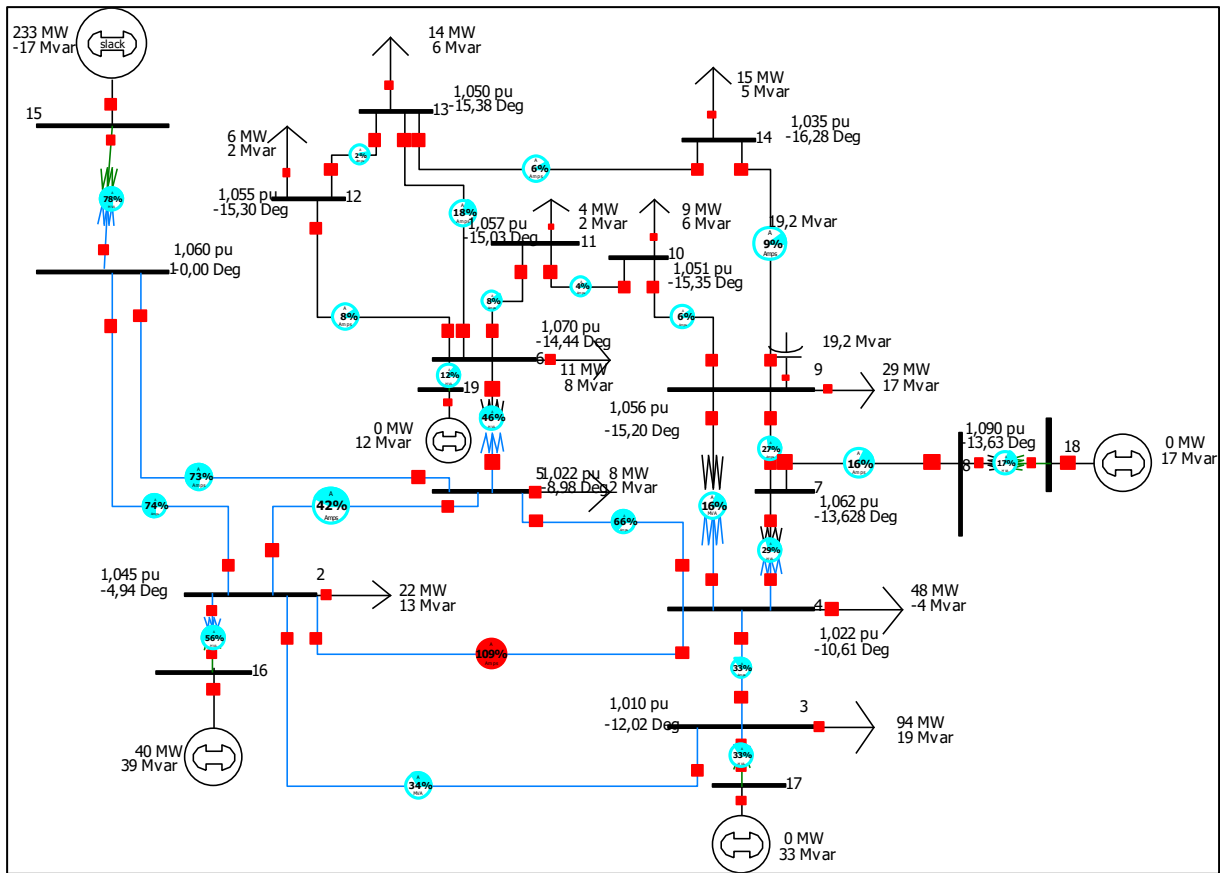 233 MW
-17 Mvar
slack
15
78%
1,060 pu
1-0,00 Deg
14 MW
6 Mvar
1,050 pu
-15,38 Deg
13
6 MW
2 Mvar
2%
1,055 pu
-15,30 Deg
12
15 MW
5 Mvar
1,035 pu
-16,28 Deg
14
A
6%
Amps
18%
Amps
1,057 pu
-15,03 Deg
4 MW
2 Mvar
11
9 MW
6 Mvar
10
1,051 pu
-15,35 Deg
19,2 Mvar
A
9%
Amps
8%
4%
6%
A
8%
Amps
1,070 pu
-14,44 Deg
6
11 MW
8 Mvar
12%
19
46%
0 MW
12 Mvar
19,2 Mvar
9
29 MW
17 Mvar
1,056 pu
-15,20 Deg
27%
A
16%
Amps
1,090 pu
-13,63 Deg
8
17%
18
0 MW
17 Mvar
7
1,062 pu
-13,628 Deg
A
16%
MVA
29%
A
73%
Amps
74%
A
42%
Amps
51,022 pu
-8,98 Deg
8 MW
2 Mvar
66%
1,045 pu
-4,94 Deg
2
22 MW
13 Mvar
56%
16
40 MW
39 Mvar
109%
4
48 MW
-4 Mvar
1,022 pu
-10,61 Deg
33%
1,010 pu
-12,02 Deg
3
94 MW
19 Mvar
33%
17
A
34%
MVA
0 MW
33 Mvar